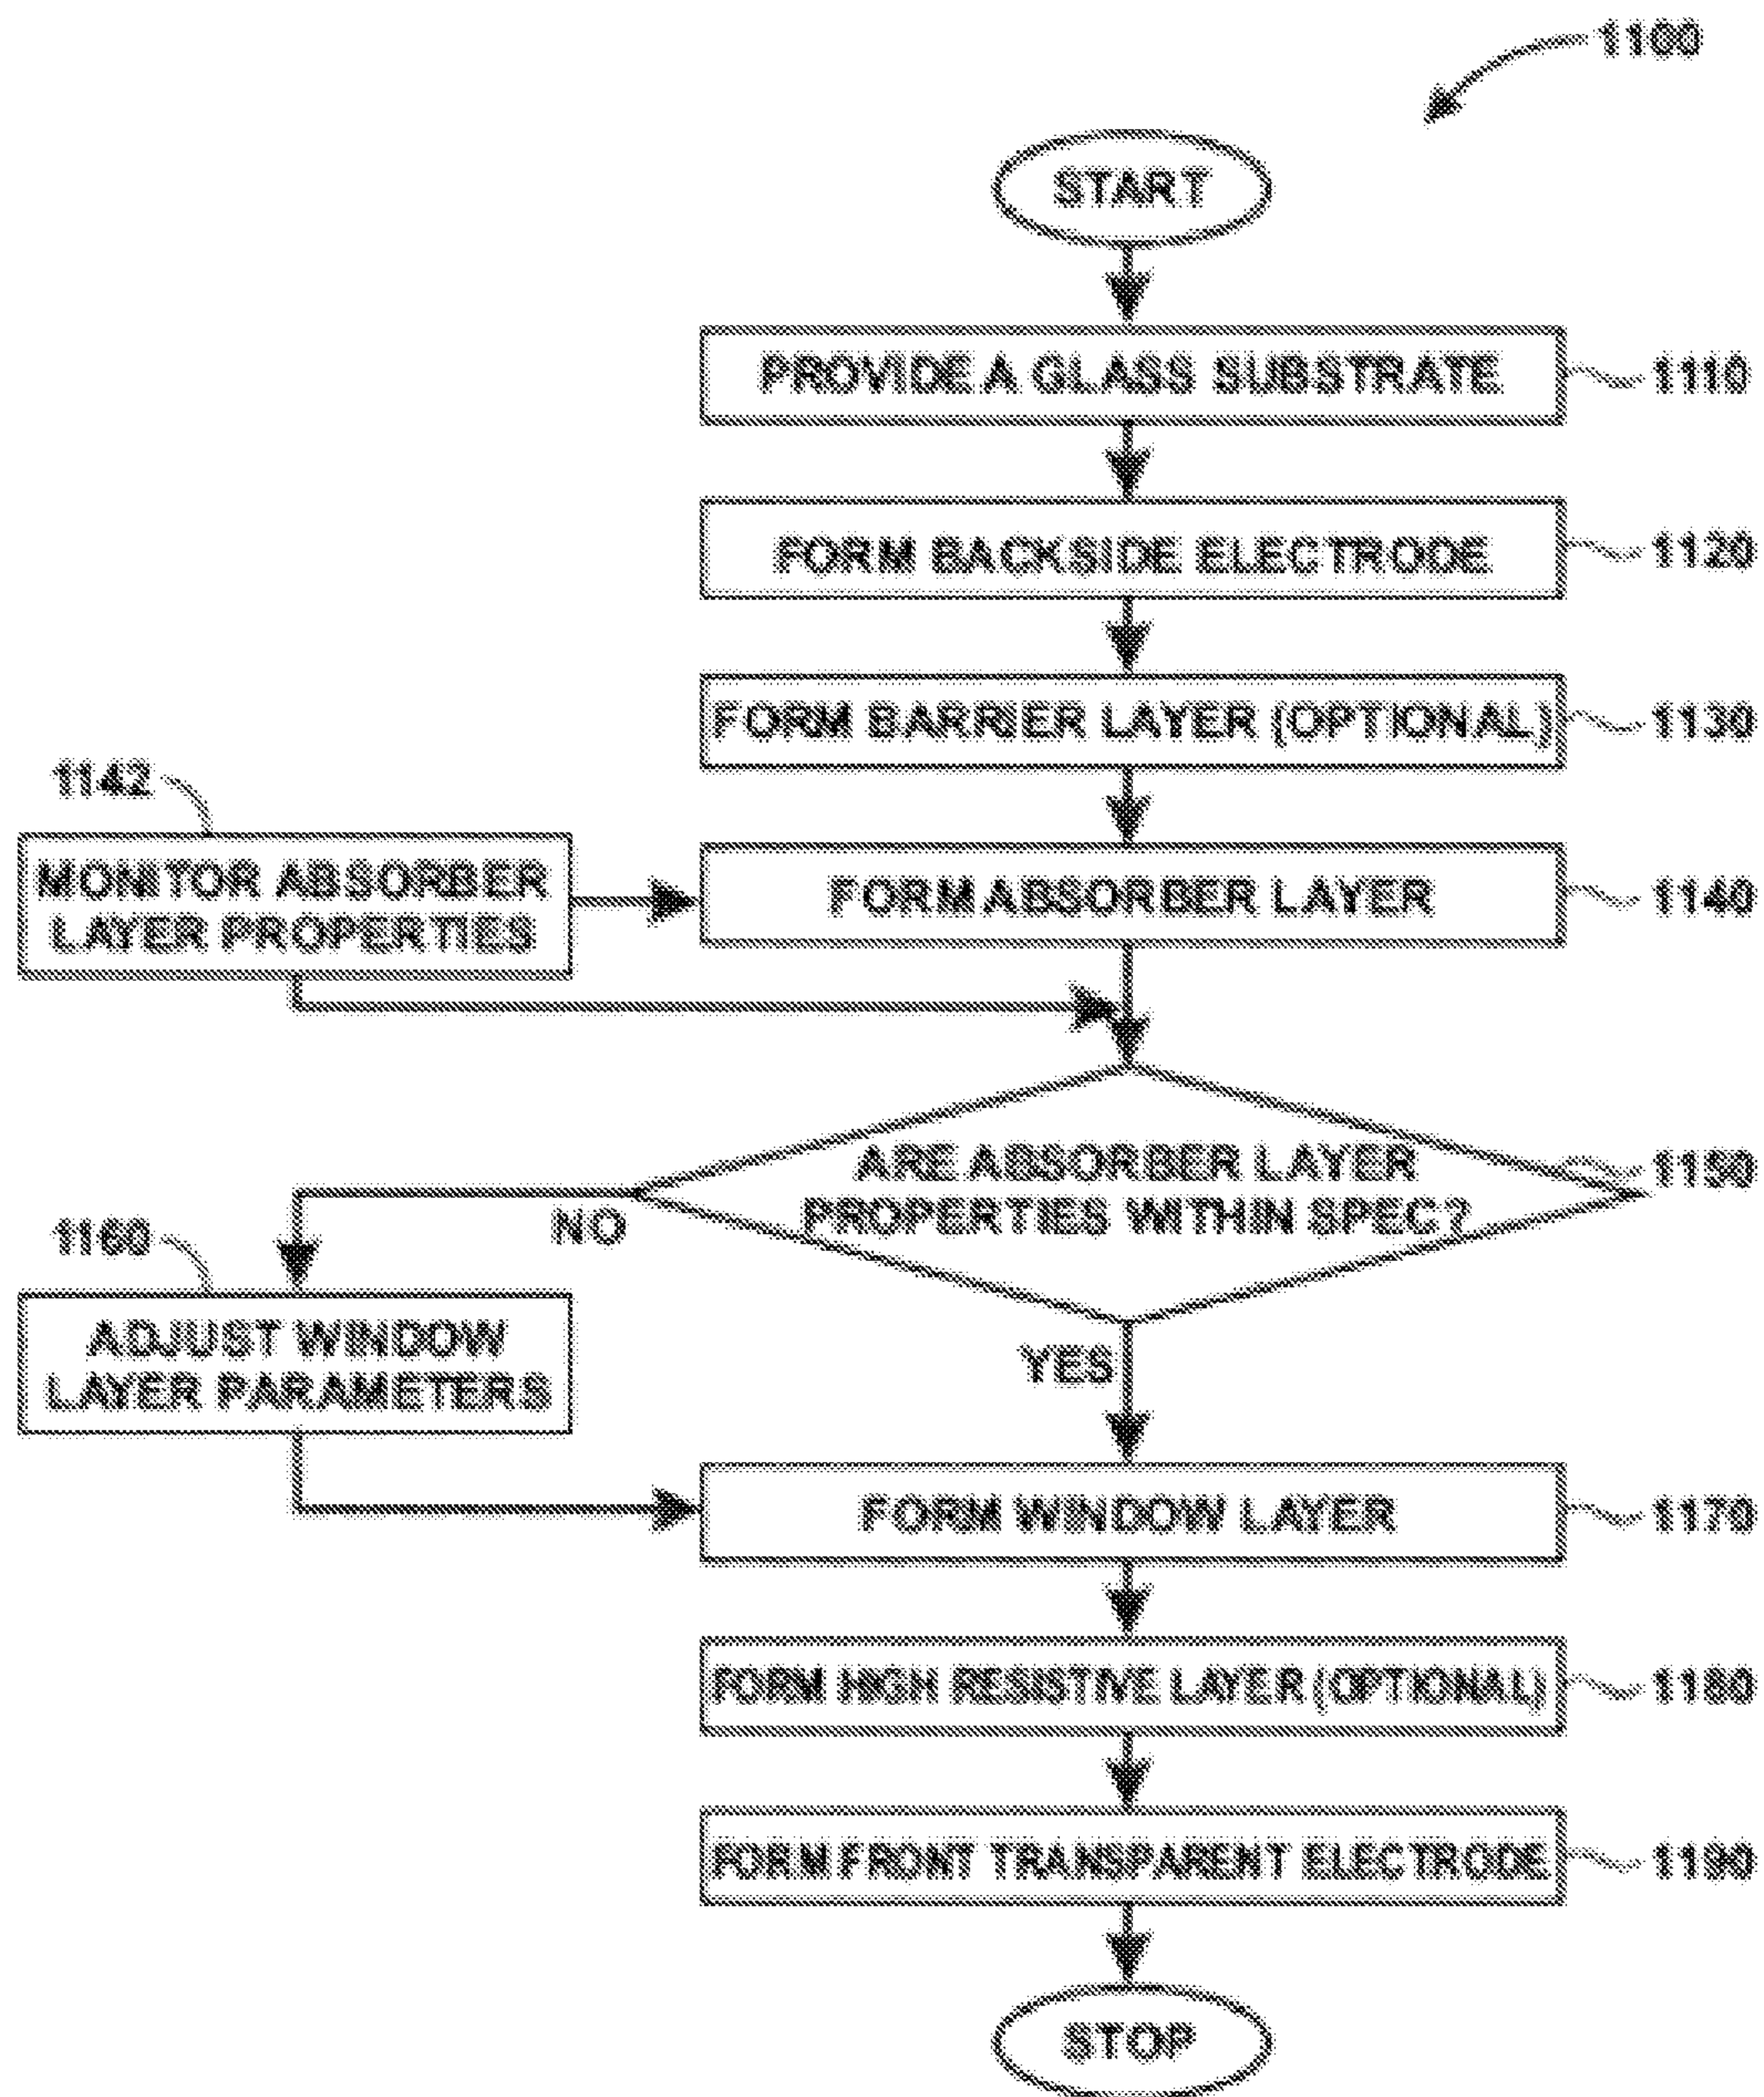 1100
START
PROVIDE A GLASS SUBSTRATE
1110
FORM BACKSIDE ELECTRODE
1120
FORM BARRIER LAYER (OPTIONAL)
1130
1142
MONITOR ABSORBER
LAYER PROPERTIES
FORM ABSORBER LAYER
1140
ARE ABSORBER LAYER
PROPERTIES WITHIN SPEC?
1150
NO
1160
ADJUST WINDOW
LAYER PARAMETERS
YES
FORM WINDOW LAYER
1170
FORM HIGH RESISTIVE LAYER (OPTIONAL)
1180
FORM FRONT TRANSPARENT ELECTRODE
1190
STOP